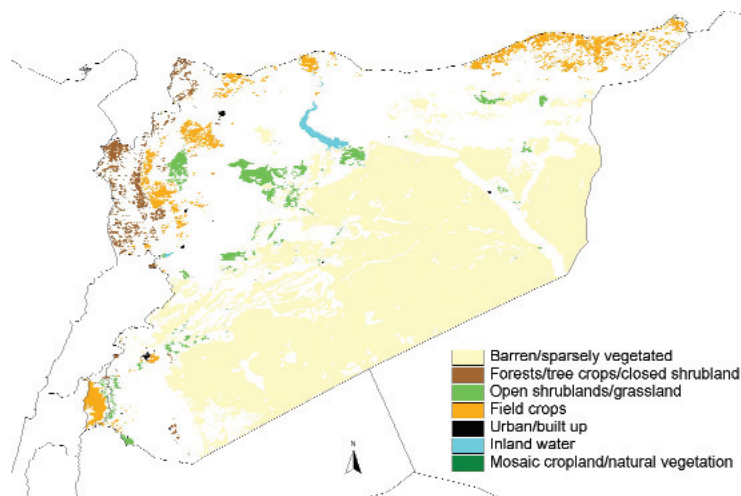 Barren/sparsely vegetated
Forests/tree crops/closed shrubland
Open shrublands/grassland
Field crops
Urban/built up
Inland water
Mosaic cropland/natural vegetation
N